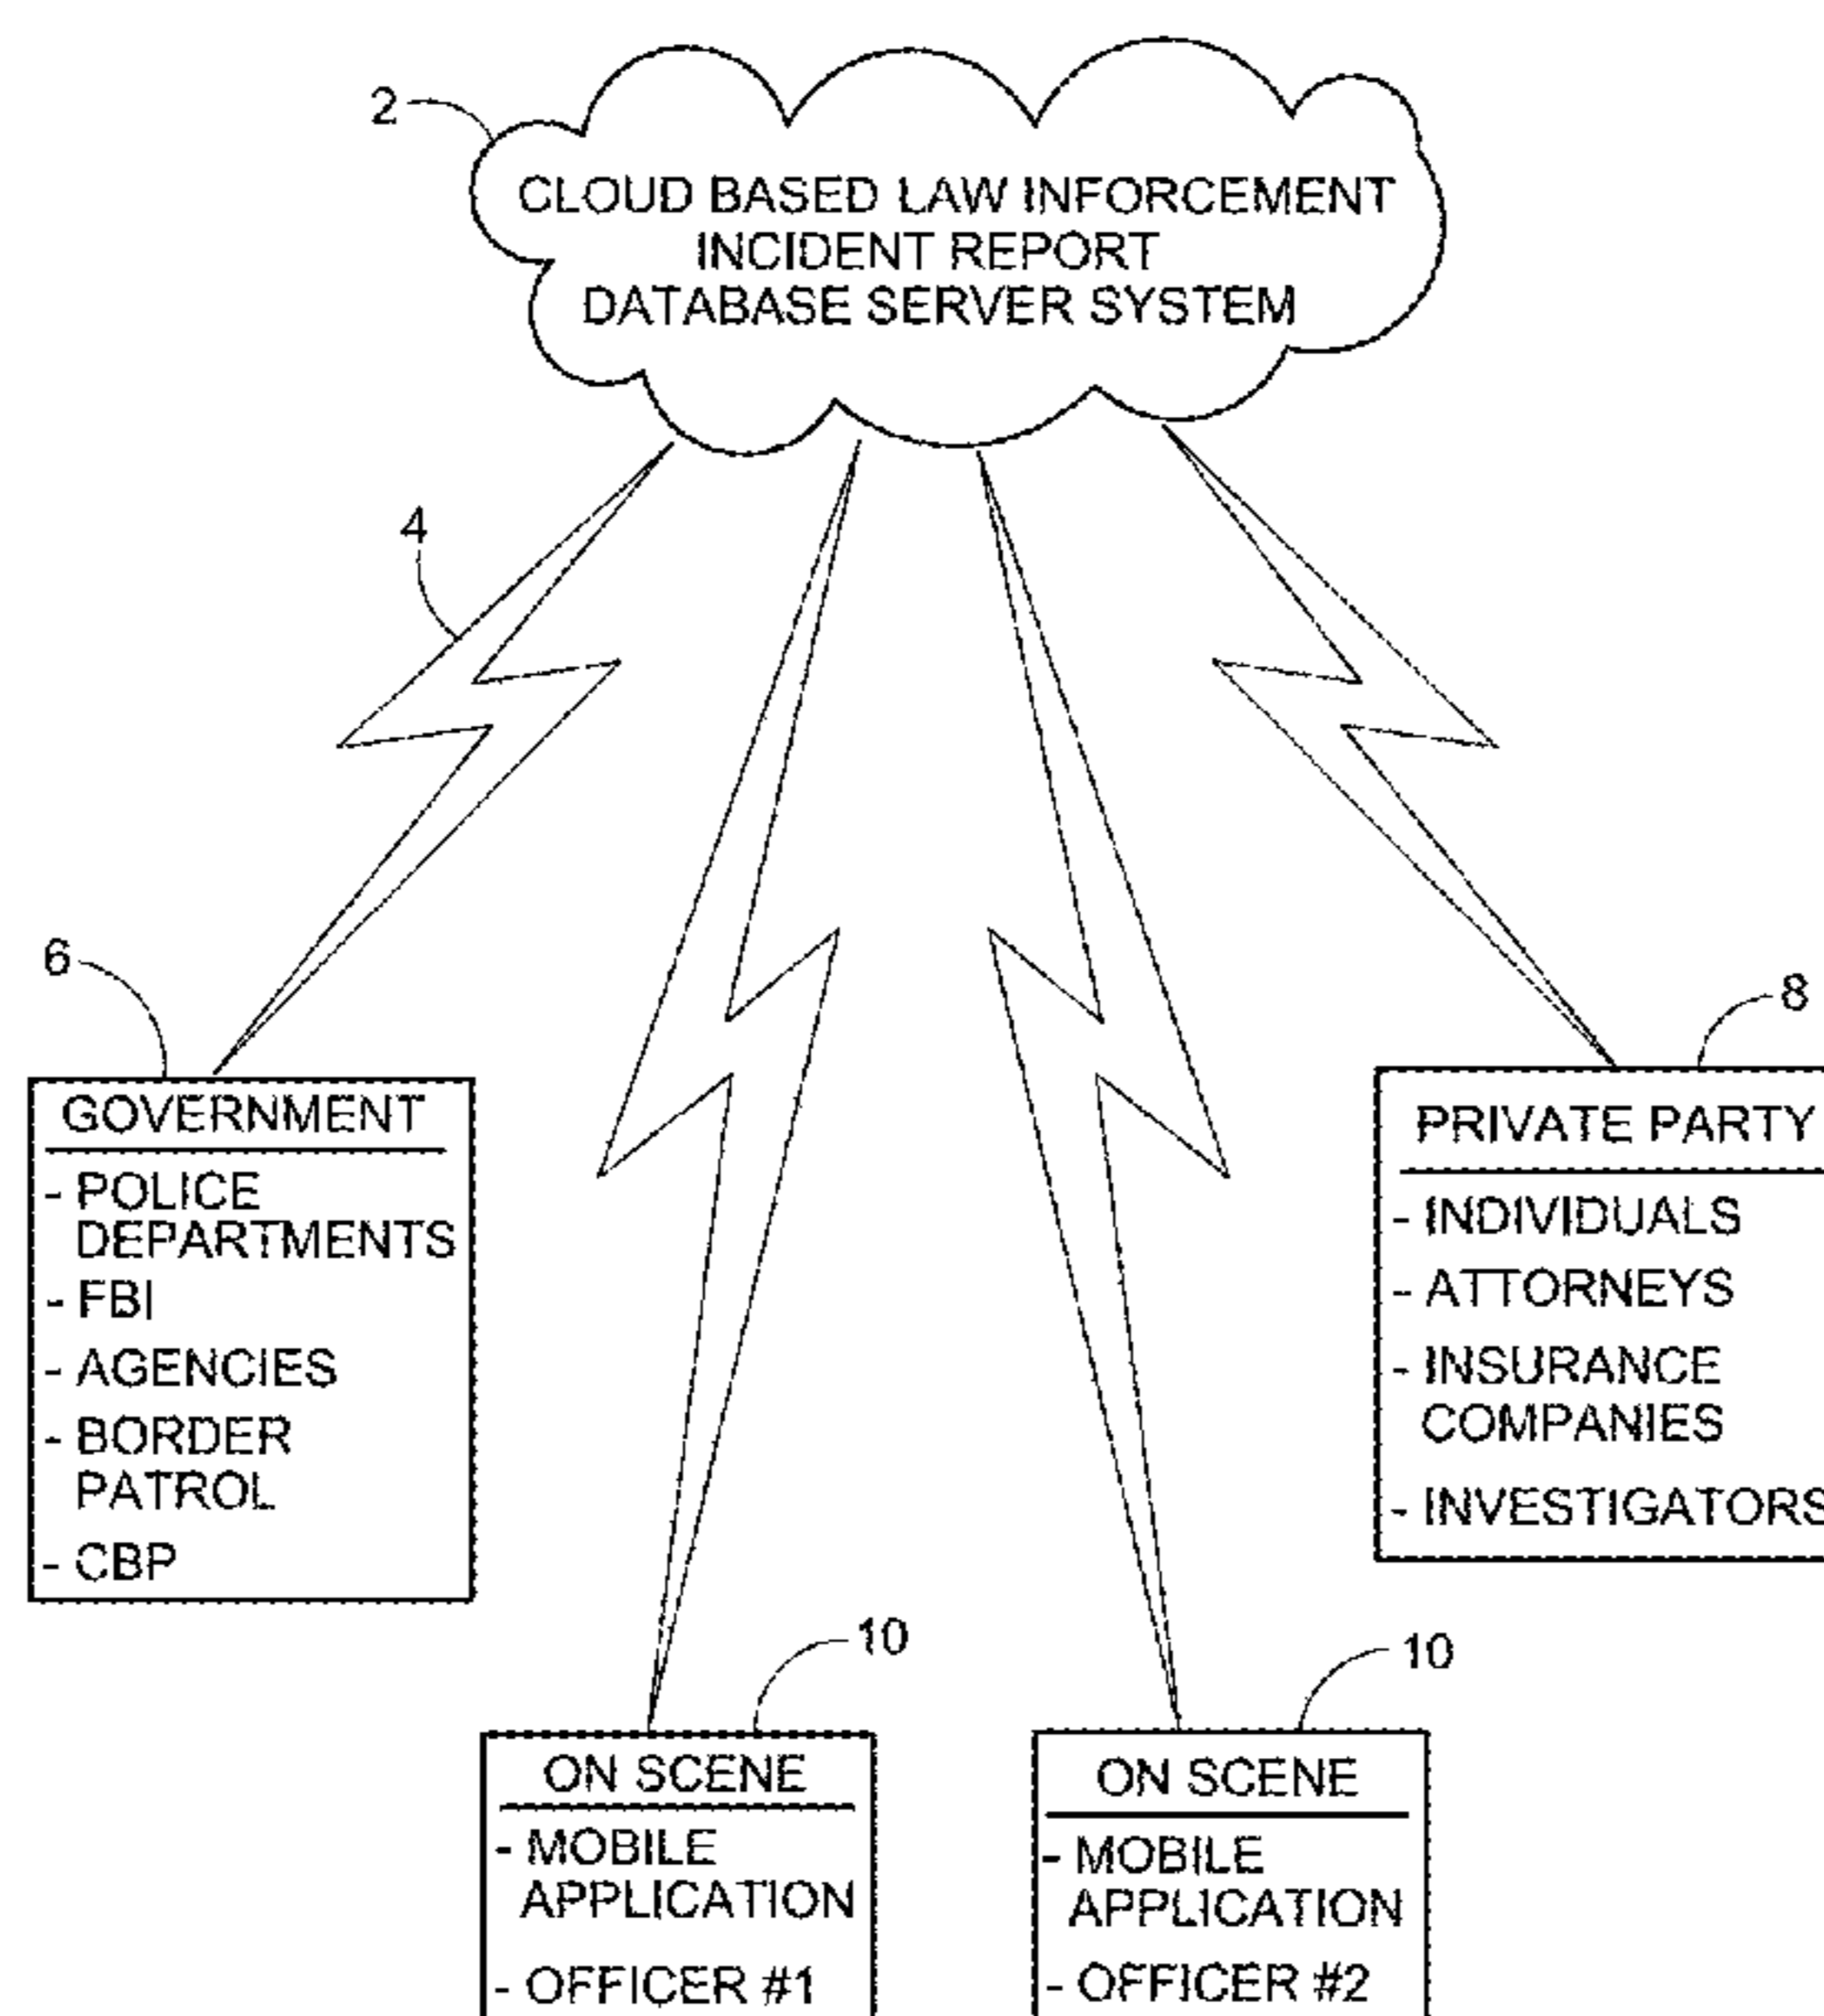 2
CLOUD BASED LAW INFORCEMENT
INCIDENT REPORT
DATABASE SERVER SYSTEM
4
6
GOVERNMENT
- POLICE
DEPARTMENTS
- FBI
- AGENCIES
- BORDER
PATROL
- CBP
8
PRIVATE PARTY
- INDIVIDUALS
- ATTORNEYS
- INSURANCE
COMPANIES
- INVESTIGATORS
10
ON SCENE
- MOBILE
APPLICATION
- OFFICER #1
10
ON SCENE
- MOBILE
APPLICATION
- OFFICER #2